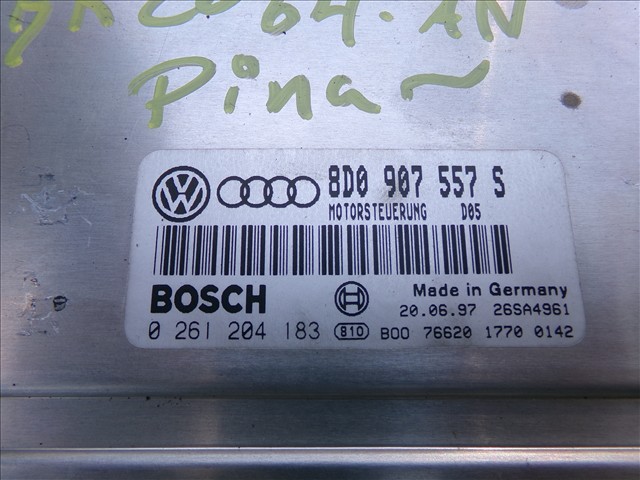 Pina
8D0 907 557 S
MOTORSTEUERUNG D05
BOSCH
Made in Germany
20.06.97 26SA4961
0 261 204 183 B10 B00 76620 1770 0142